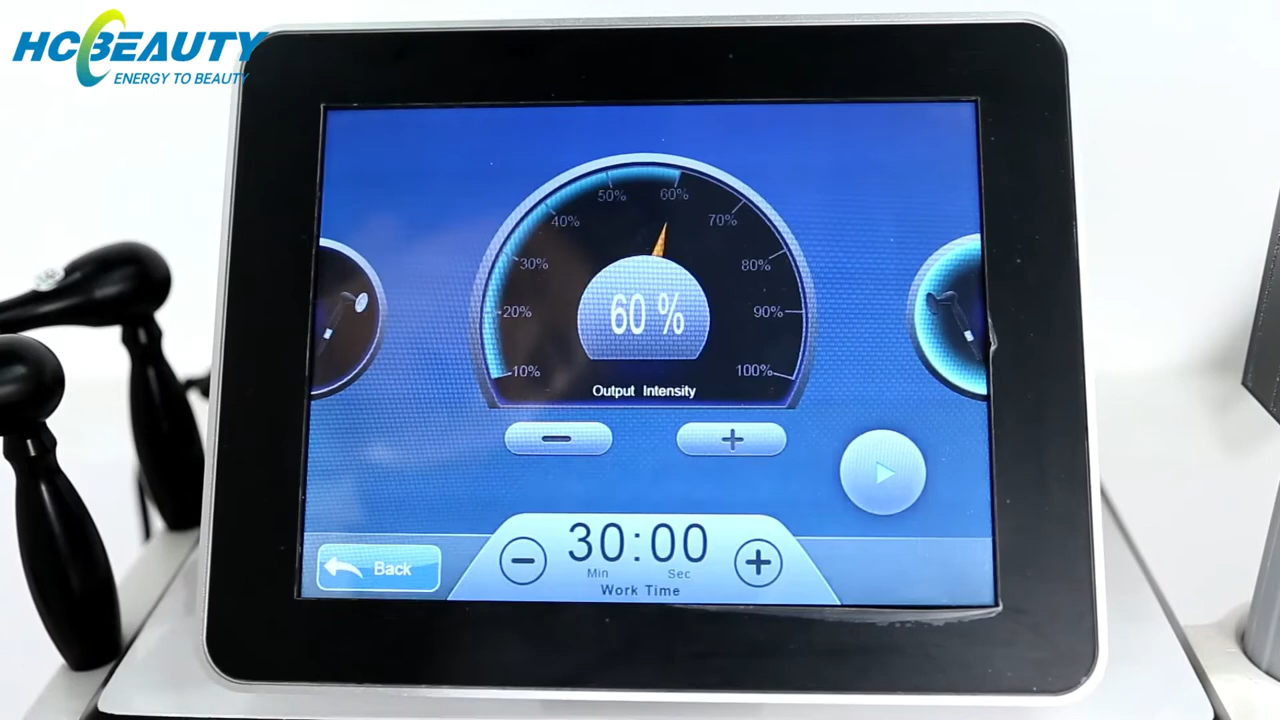 HCBEAUTY
ENERGY TO BEAUTY
50%
60%
40%
70%
30%
80%
20%
90%
10%
100%
60 %
Output Intensity
30:00
Min
Sec
Work Time
Back